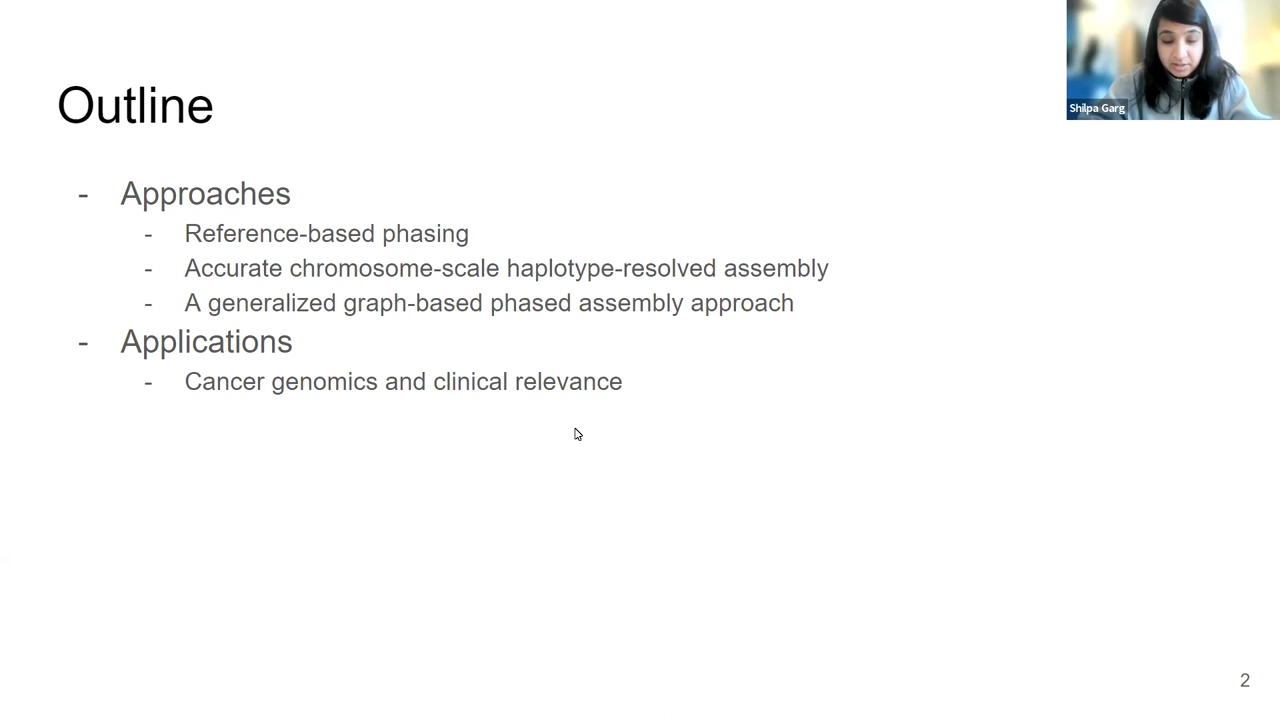 Shilpa Garg
Outline
- Approaches
- Reference-based phasing
- Accurate chromosome-scale haplotype-resolved assembly
- A generalized graph-based phased assembly approach
- Applications
- Cancer genomics and clinical relevance
2